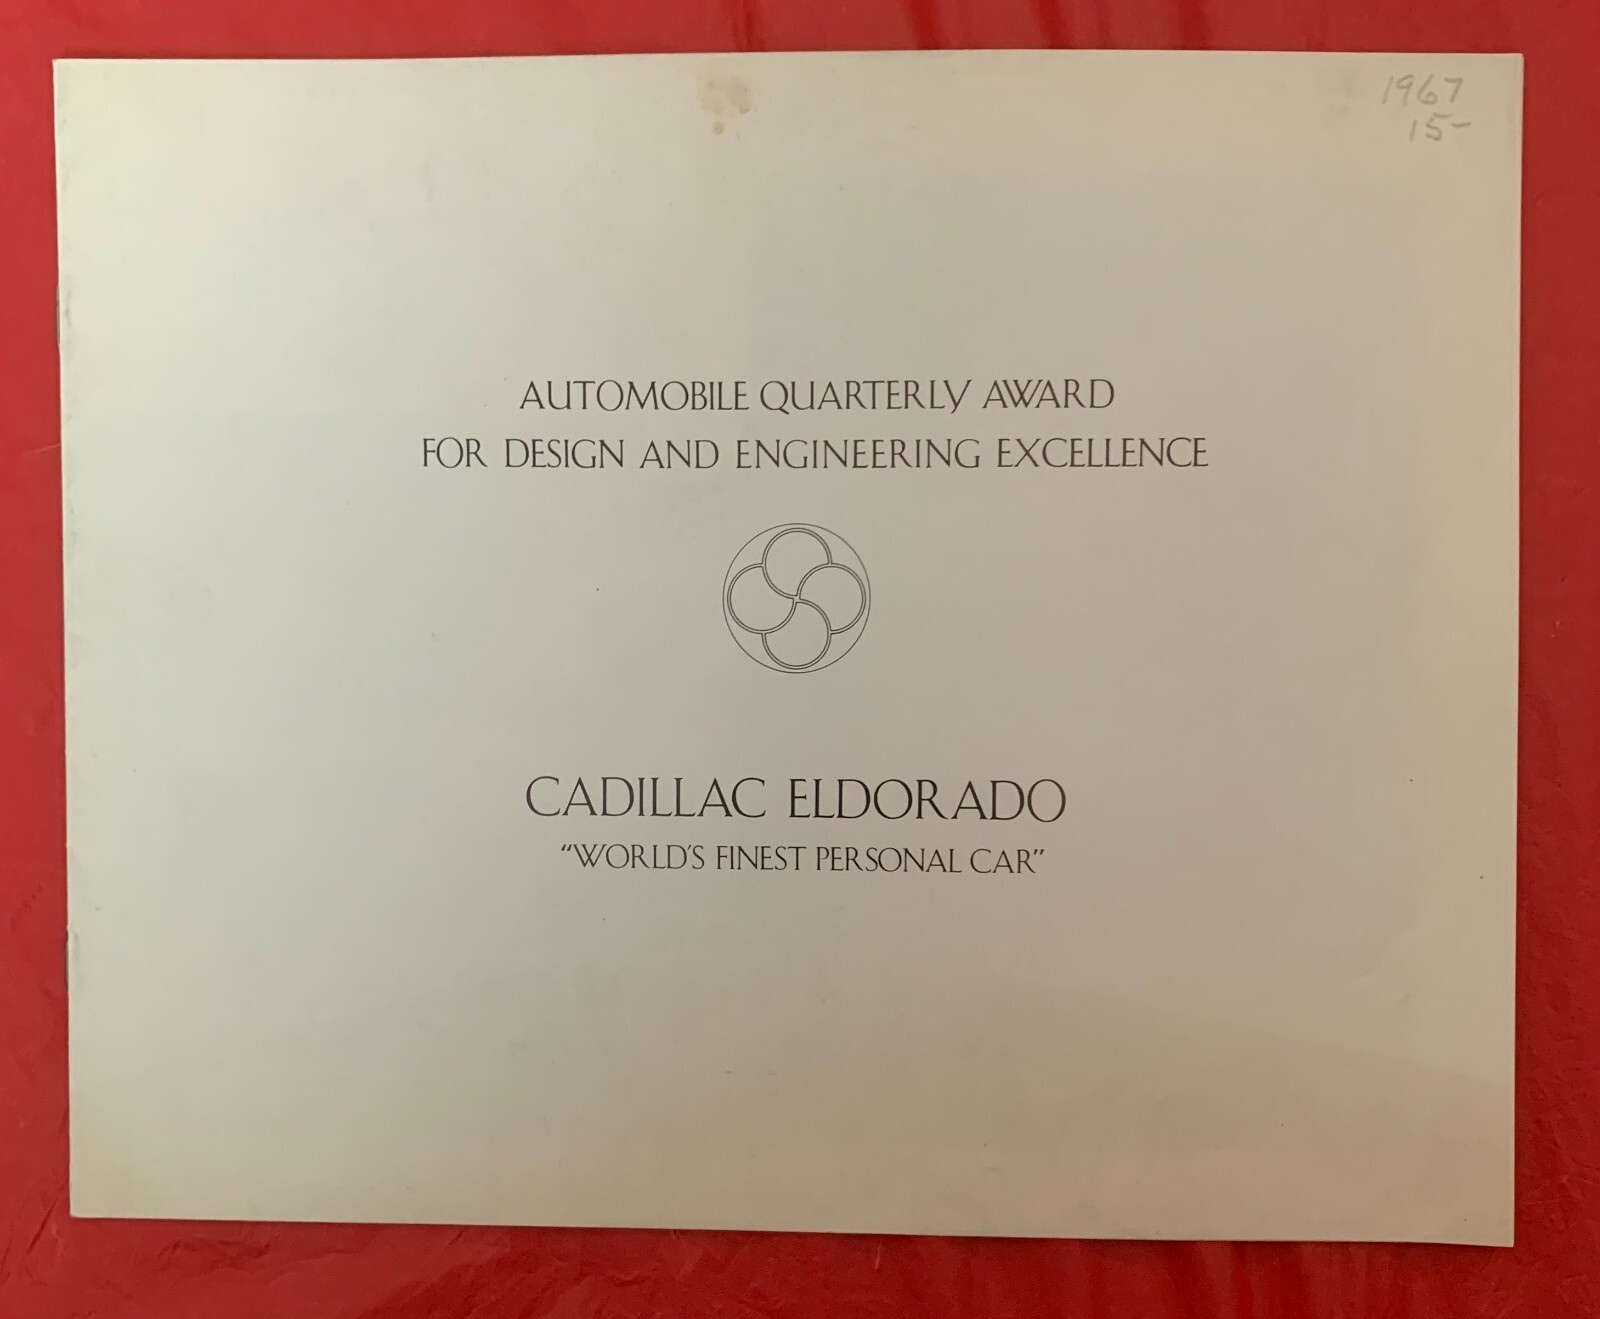 1967
15-
AUTOMOBILE QUARTERLY AWARD
FOR DESIGN AND ENGINEERING EXCELLENCE
CADILLAC ELDORADO
“WORLD'S FINEST PERSONAL CAR”